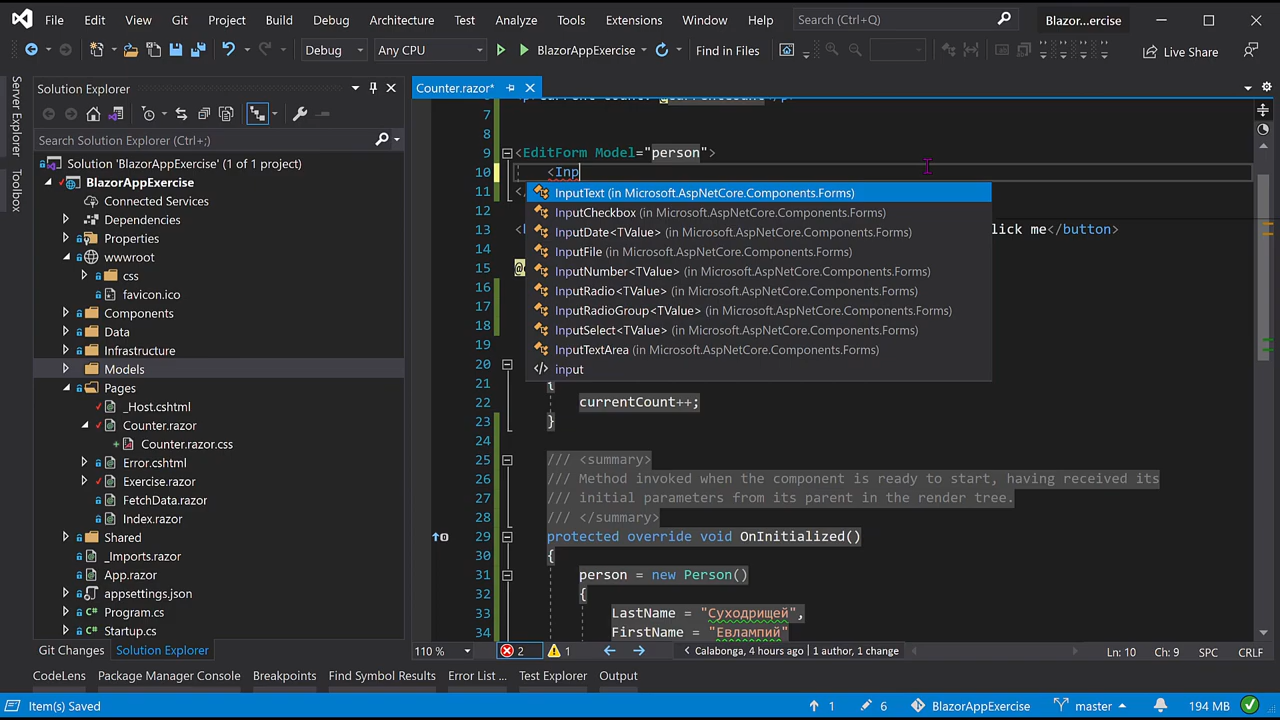 File Edit View Git Project Build Debug Architecture Test Analyze Tools Extensions Window Help Search (Ctrl+Q) Blazor...ercise
Debug Any CPU BlazorAppExercise Find in Files Live Share
Server Explorer
Toolbox
Solution Explorer
Search Solution Explorer (Ctrl+;)
Solution 'BlazorAppExercise' (1 of 1 project)
BlazorAppExercise
Connected Services
Dependencies
Properties
wwwroot
css
favicon.ico
Components
Data
Infrastructure
Models
Pages
_Host.cshtml
Counter.razor
Counter.razor.css
Error.cshtml
Exercise.razor
FetchData.razor
Index.razor
Shared
_Imports.razor
App.razor
appsettings.json
Program.cs
Startup.cs
Git Changes Solution Explorer
Counter.razor*
7
8
9 <EditForm Model="person">
10 <Inp
11 </
12
13 <b lick me</button>
14
15 @c
16
17
18
19
20
21 {
22 currentCount++;
23 }
24
25 /// <summary>
26 /// Method invoked when the component is ready to start, having received its
27 /// initial parameters from its parent in the render tree.
28 /// </summary>
29 protected override void OnInitialized()
30 {
31 person = new Person()
32 {
33 LastName = "Суходрищей",
34 FirstName = "Евлампий"
InputText (in Microsoft.AspNetCore.Components.Forms)
InputCheckbox (in Microsoft.AspNetCore.Components.Forms)
InputDate<TValue> (in Microsoft.AspNetCore.Components.Forms)
InputFile (in Microsoft.AspNetCore.Components.Forms)
InputNumber<TValue> (in Microsoft.AspNetCore.Components.Forms)
InputRadio<TValue> (in Microsoft.AspNetCore.Components.Forms)
InputRadioGroup<TValue> (in Microsoft.AspNetCore.Components.Forms)
InputSelect<TValue> (in Microsoft.AspNetCore.Components.Forms)
InputTextArea (in Microsoft.AspNetCore.Components.Forms)
input
110 % 2 1 Calabonga, 4 hours ago | 1 author, 1 change Ln: 10 Ch: 9 SPC CRLF
CodeLens Package Manager Console Breakpoints Find Symbol Results Error List ... Test Explorer Output
Item(s) Saved 1 6 BlazorAppExercise master 194 MB